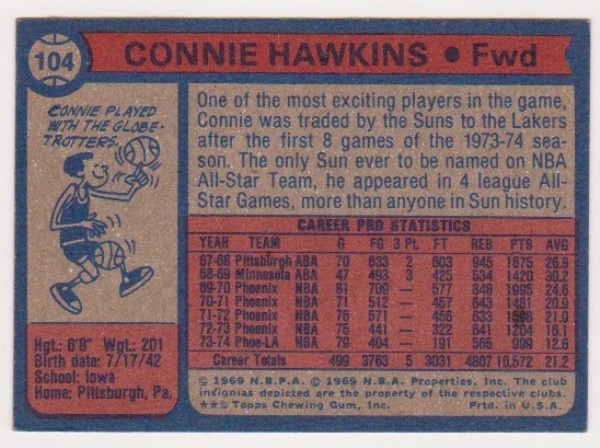 104
CONNIE HAWKINS • Fwd
CONNIE PLAYED
WITH THE GLOBE-
TROTTERS.
One of the most exciting players in the game,
Connie was traded by the Suns to the Lakers
after the first 8 games of the 1973-74 sea-
son. The only Sun ever to be named on NBA
All-Star Team, he appeared in 4 league All-
Star Games, more than anyone in Sun history.
CAREER PRO STATISTICS
YEAR TEAM G FG 3 Pt. FT REB PTS AVG
67-68 Pittsburgh ABA 70 633 2 603 945 1875 26.8
68-69 Minnesota ABA 47 493 3 425 534 1420 30.2
69-70 Phoenix NBA 81 — 577 846 1995 24.6
70-71 Phoenix NBA 71 512 — 457 643 1481 20.9
71-72 Phoenix NBA 76 571 — 456 633 21.0
72-73 Phoenix NBA 75 441 — 322 641 1204 16.1
73-74 Phoe-LA NBA 79 404 — 191 565 999 12.6
Career Totals 499 3763 5 3031 4807 10,572 21.2
Hgt.: 6'8" Wgt.: 201
Birth date: 7/17/42
School: Iowa
Home: Pittsburgh, Pa.
© 1969 N.B.P.A. © 1969 N.B.A. Properties, Inc. The club
insignias depicted are the property of the respective clubs.
★★© Topps Chewing Gum, Inc. Prtd. in U.S.A.